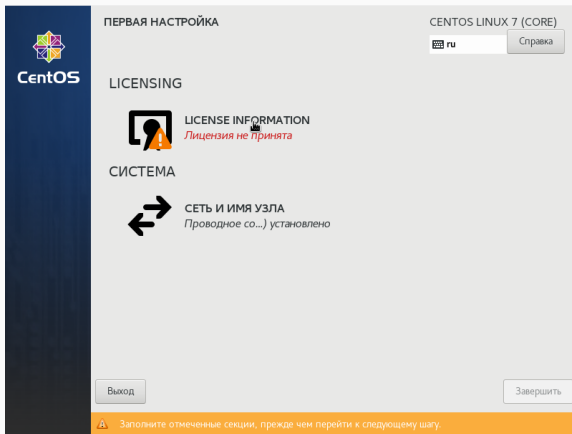 ПЕРВАЯ НАСТРОЙКА
CENTOS LINUX 7 (CORE)
ru
Справка
CentOS
LICENSING
LICENSE INFORMATION
Лицензия не принята
СИСТЕМА
СЕТЬ И ИМЯ УЗЛА
Проводное со...) установлено
Выход
Завершить
Заполните отмеченные секции, прежде чем перейти к следующему шагу.